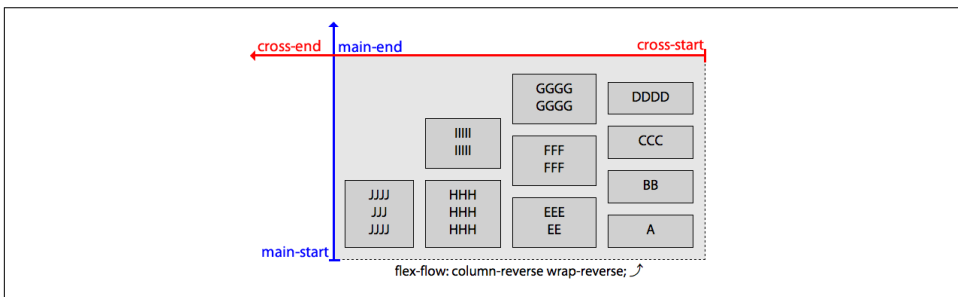 cross-end
main-end
cross-start
GGGG
GGGG
DDDD
IIIII
IIIII
FFF
FFF
CCC
JJJJ
JJJ
JJJJ
HHH
HHH
HHH
EEE
EE
BB
A
main-start
flex-flow: column-reverse wrap-reverse;